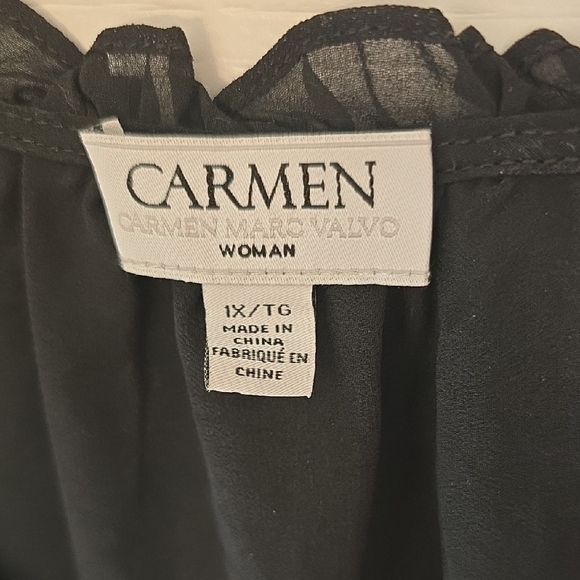 CARMEN
CARMEN MARC VALVO
WOMAN
1X/TG
MADE IN
CHINA
FABRIQUÉ EN
CHINE